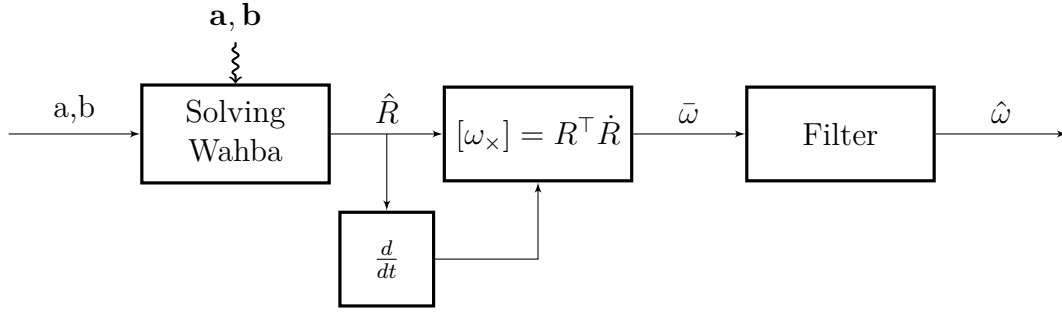 𝐚, 𝐛
a,b
Solving
Wahba
R̂
[ω×] = R⊤Ṙ
ω̄
Filter
ω̂
d/dt